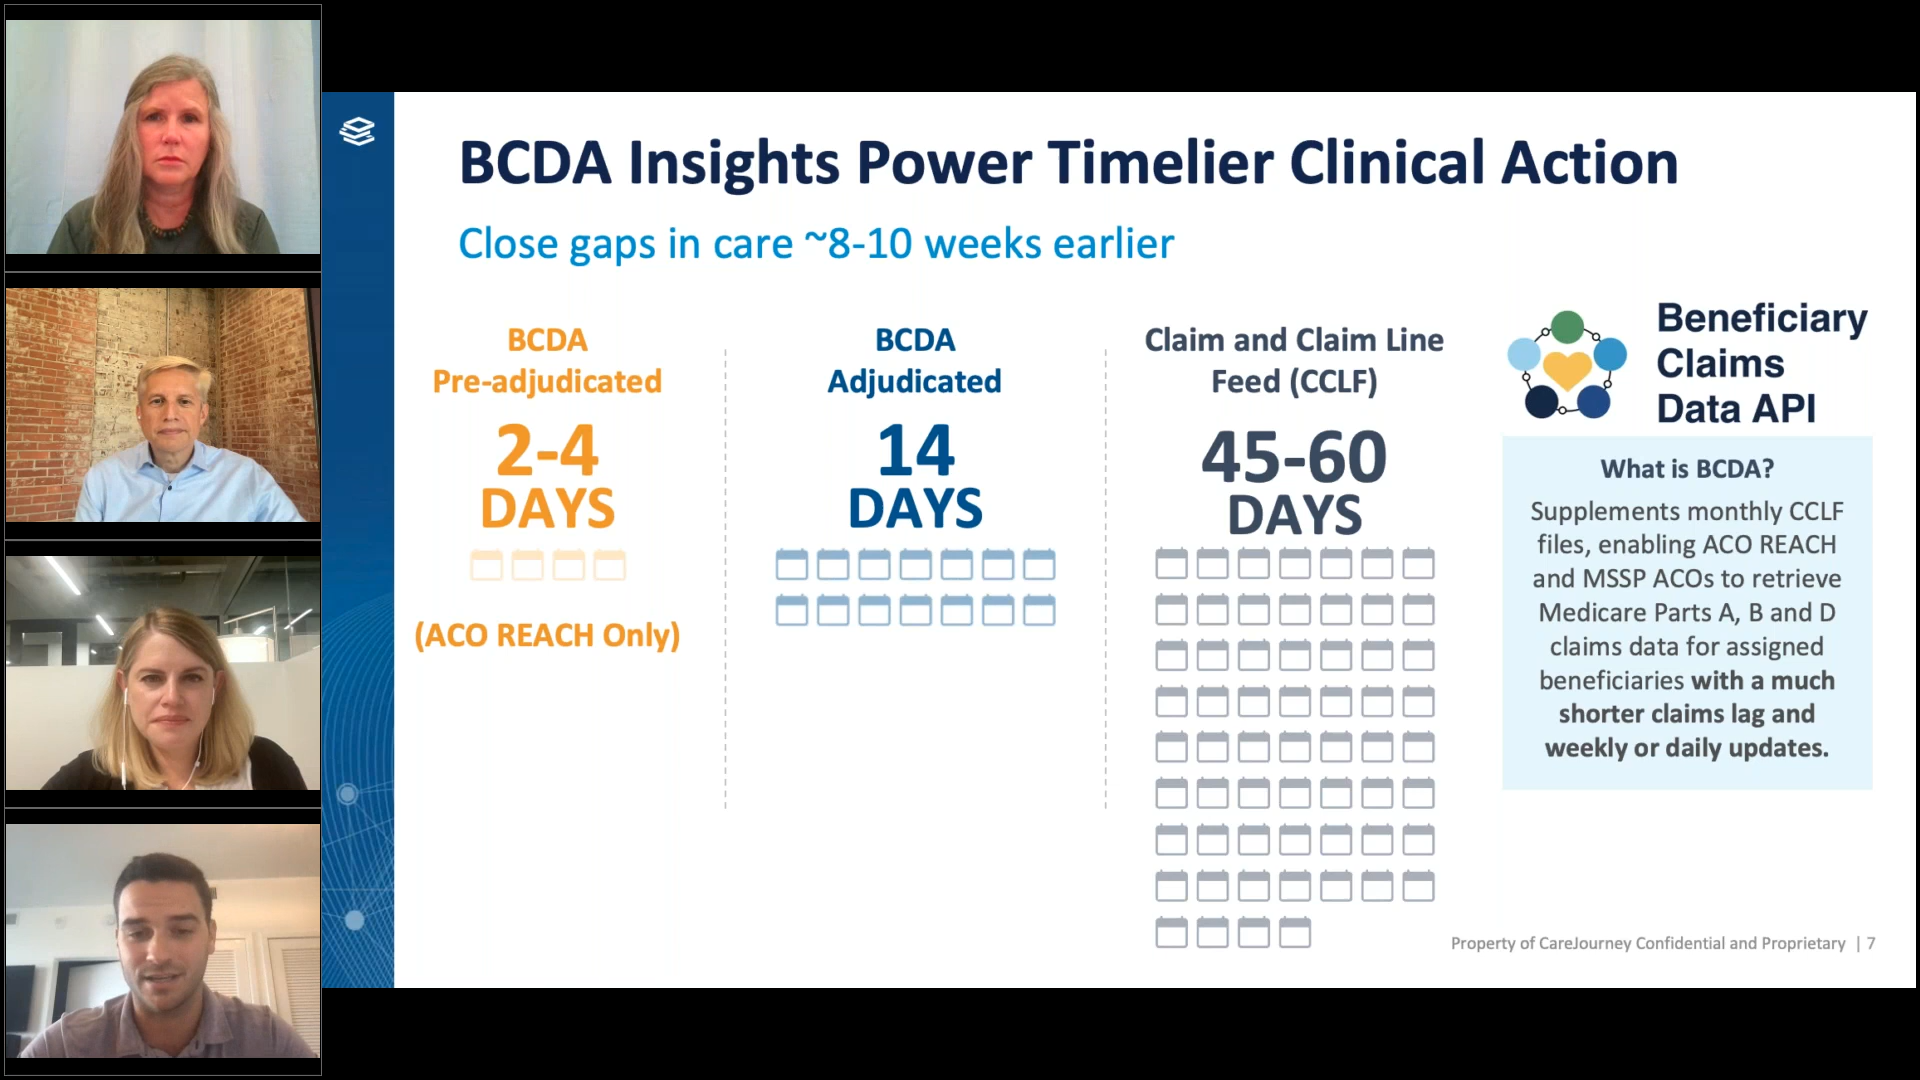 BCDA Insights Power Timelier Clinical Action
Close gaps in care ~8-10 weeks earlier
BCDA
Pre-adjudicated
2-4
DAYS
(ACO REACH Only)
BCDA
Adjudicated
14
DAYS
Claim and Claim Line
Feed (CCLF)
45-60
DAYS
Beneficiary
Claims
Data API
What is BCDA?
Supplements monthly CCLF
files, enabling ACO REACH
and MSSP ACOs to retrieve
Medicare Parts A, B and D
claims data for assigned
beneficiaries with a much
shorter claims lag and
weekly or daily updates.
Property of CareJourney Confidential and Proprietary | 7